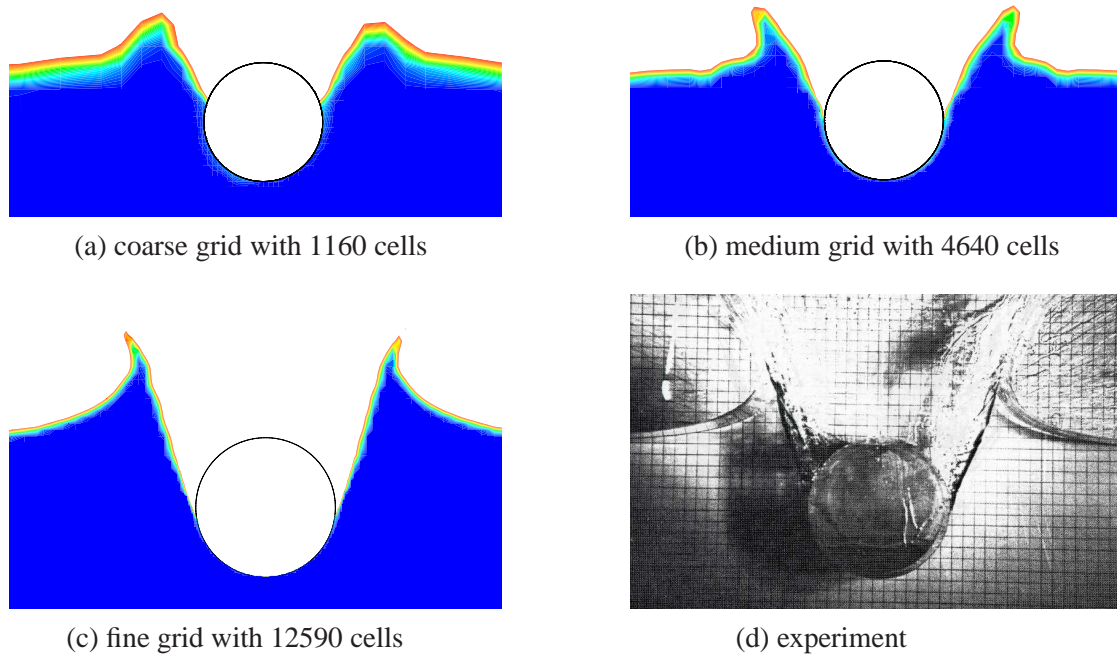 (a) coarse grid with 1160 cells
(b) medium grid with 4640 cells
(c) fine grid with 12590 cells
(d) experiment